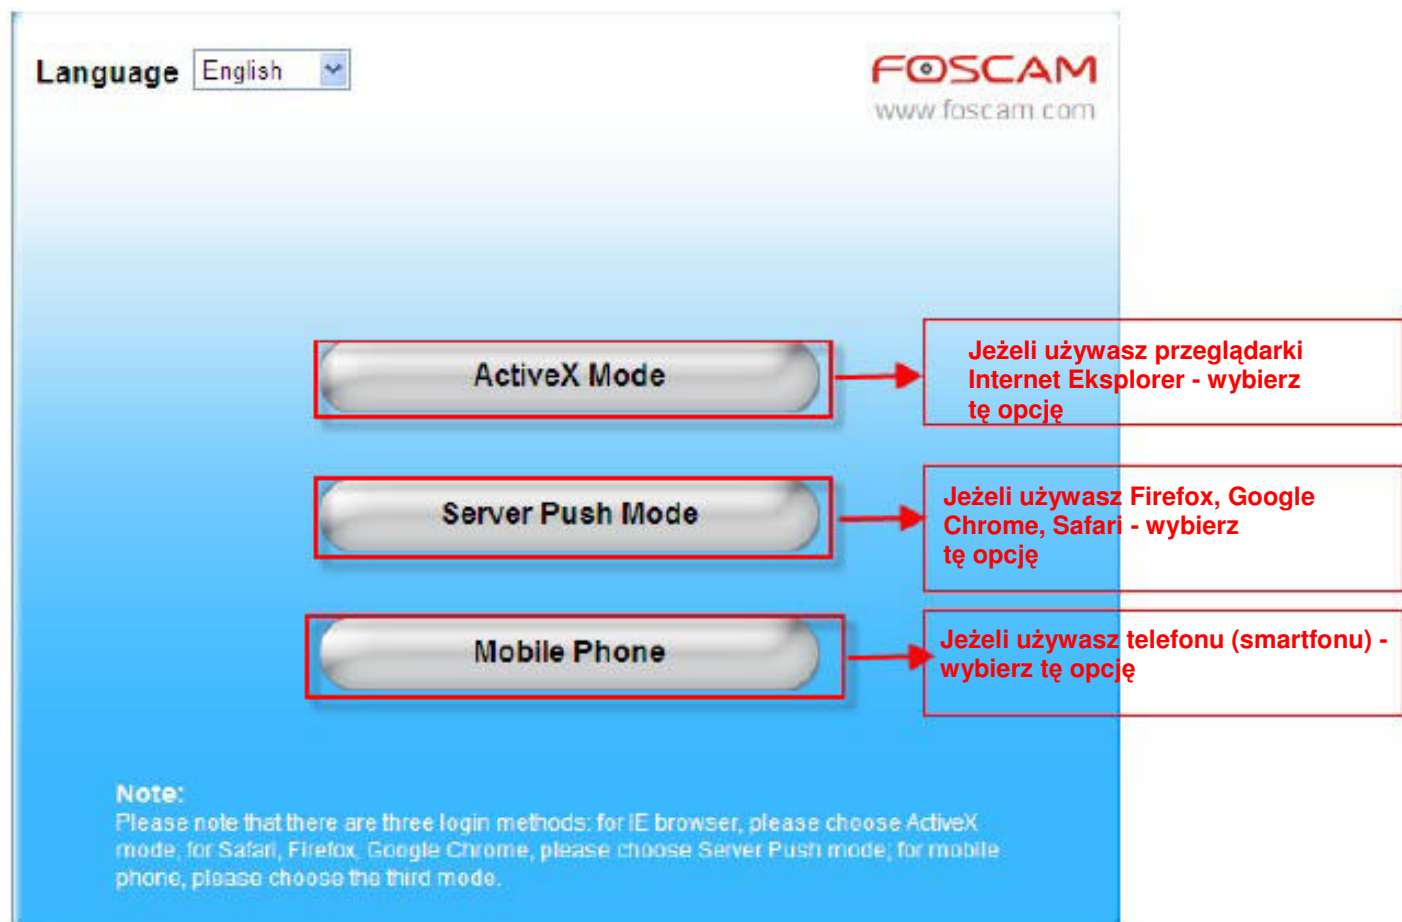 Language English
FOSCAM
www.foscam.com
ActiveX Mode
Jeżeli używasz przeglądarki
Internet Eksplorer - wybierz
tę opcję
Server Push Mode
Jeżeli używasz Firefox, Google
Chrome, Safari - wybierz
tę opcję
Mobile Phone
Jeżeli używasz telefonu (smartfonu) -
wybierz tę opcję
Note:
Please note that there are three login methods: for IE browser, please choose ActiveX
mode; for Safari, Firefox, Google Chrome, please choose Server Push mode; for mobile
phone, please choose the third mode.